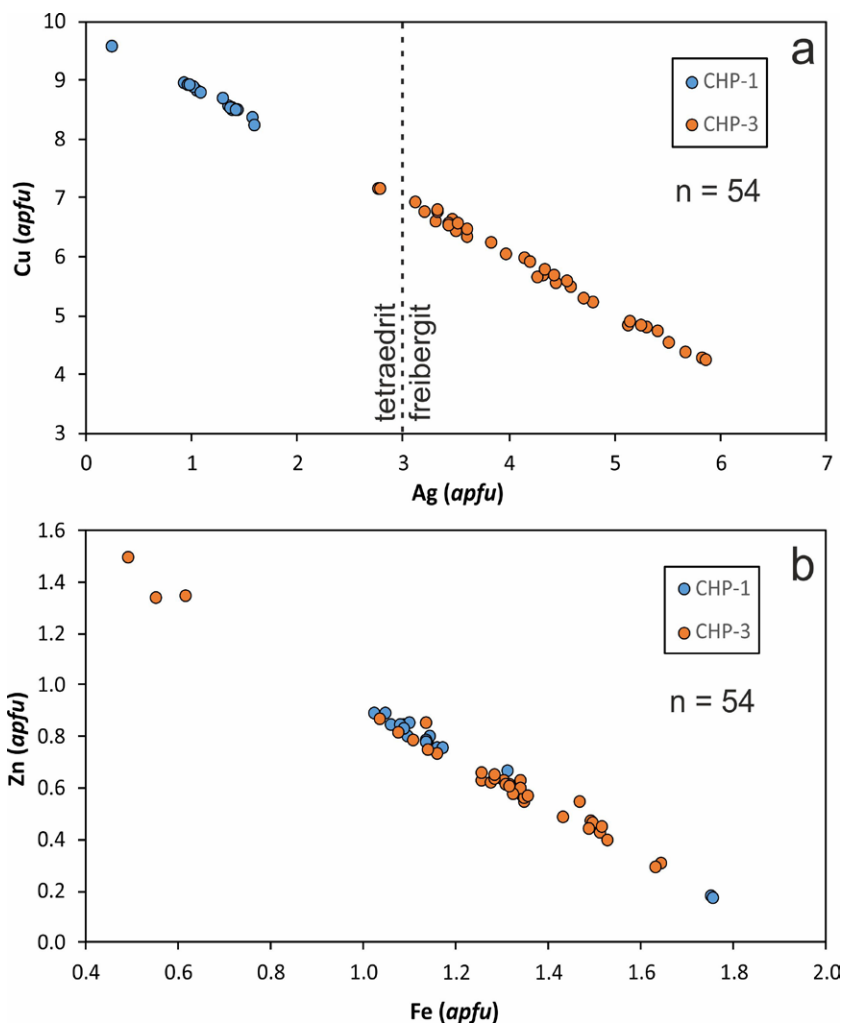 a
10
9
8
7
6
5
4
3
Cu (apfu)
CHP-1
CHP-3
n = 54
tetraedrit
freibergit
0 1 2 3 4 5 6 7
Ag (apfu)
b
1.6
1.4
1.2
1.0
0.8
0.6
0.4
0.2
0.0
Zn (apfu)
CHP-1
CHP-3
n = 54
0.4 0.6 0.8 1.0 1.2 1.4 1.6 1.8 2.0
Fe (apfu)